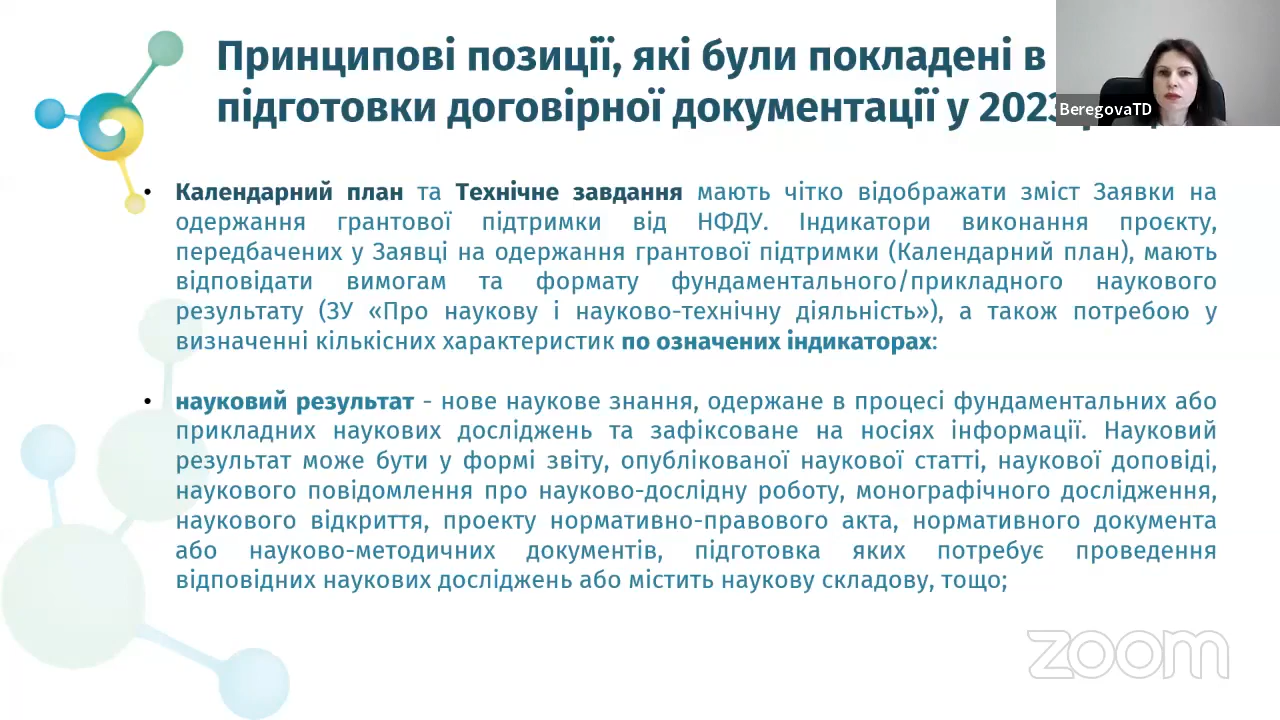 Принципові позиції, які були покладені в
підготовки договірної документації у 2023
BeregovaTD
• Календарний план та Технічне завдання мають чітко відображати зміст Заявки на
одержання грантової підтримки від НФДУ. Індикатори виконання проєкту,
передбачених у Заявці на одержання грантової підтримки (Календарний план), мають
відповідати вимогам та формату фундаментального/прикладного наукового
результату (ЗУ «Про наукову і науково-технічну діяльність»), а також потребою у
визначенні кількісних характеристик по означених індикаторах:
• науковий результат - нове наукове знання, одержане в процесі фундаментальних або
прикладних наукових досліджень та зафіксоване на носіях інформації. Науковий
результат може бути у формі звіту, опублікованої наукової статті, наукової доповіді,
наукового повідомлення про науково-дослідну роботу, монографічного дослідження,
наукового відкриття, проекту нормативно-правового акта, нормативного документа
або науково-методичних документів, підготовка яких потребує проведення
відповідних наукових досліджень або містить наукову складову, тощо;
zoom